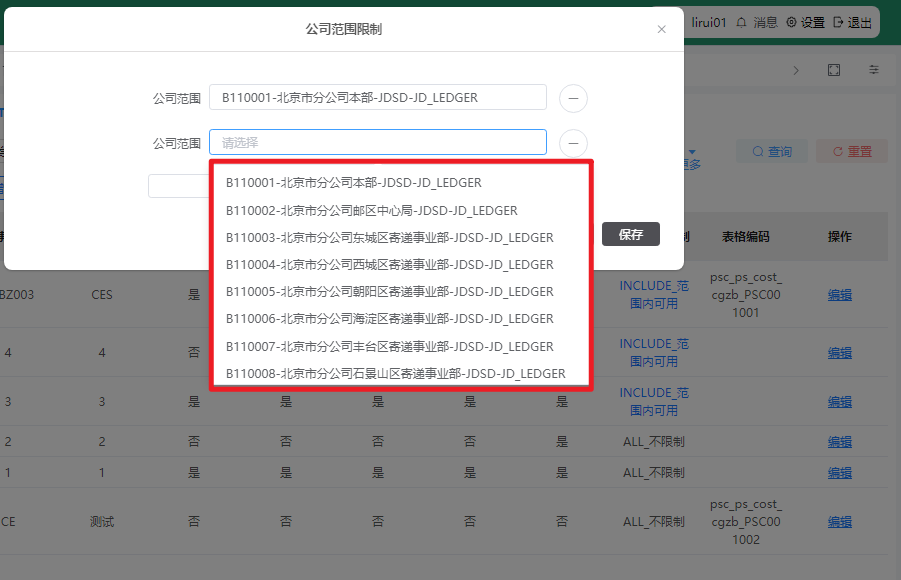 公司范围限制
lirui01 消息 设置 退出
公司范围 B110001-北京市分公司本部-JDSD-JD_LEDGER
公司范围 请选择
查询 重置
更多
B110001-北京市分公司本部-JDSD-JD_LEDGER
B110002-北京市分公司邮区中心局-JDSD-JD_LEDGER
B110003-北京市分公司东城区寄递事业部-JDSD-JD_LEDGER
B110004-北京市分公司西城区寄递事业部-JDSD-JD_LEDGER
B110005-北京市分公司朝阳区寄递事业部-JDSD-JD_LEDGER
B110006-北京市分公司海淀区寄递事业部-JDSD-JD_LEDGER
B110007-北京市分公司丰台区寄递事业部-JDSD-JD_LEDGER
B110008-北京市分公司石景山区寄递事业部-JDSD-JD_LEDGER
保存
表格编码 操作
BZ003 CES 是 INCLUDE_范围内可用 psc_ps_cost_cgzb_PSC001001 编辑
4 4 否 INCLUDE_范围内可用 编辑
3 3 是 是 是 是 是 INCLUDE_范围内可用 编辑
2 2 否 否 否 否 是 ALL_不限制 编辑
1 1 是 是 是 是 是 ALL_不限制 编辑
CE 测试 否 否 否 否 否 ALL_不限制 psc_ps_cost_cgzb_PSC001002 编辑